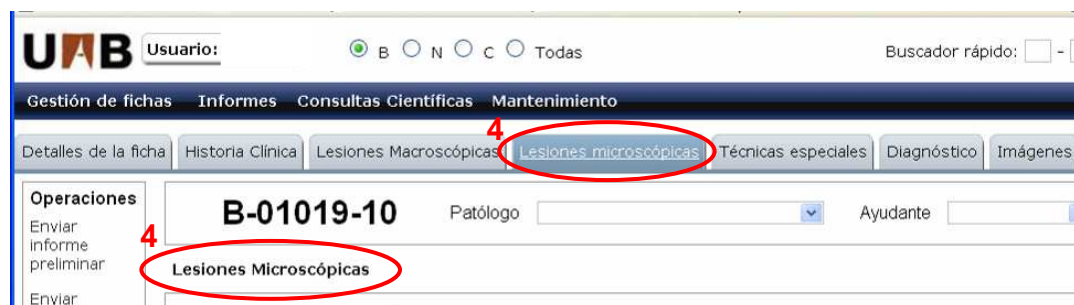 UAB Usuario: B N C Todas Buscador rápido: -
Gestión de fichas Informes Consultas Científicas Mantenimiento
4
Detalles de la ficha Historia Clínica Lesiones Macroscópicas Lesiones microscópicas Técnicas especiales Diagnóstico Imágenes
Operaciones
B-01019-10 Patólogo Ayudante
Enviar
informe
preliminar
4
Lesiones Microscópicas
Enviar